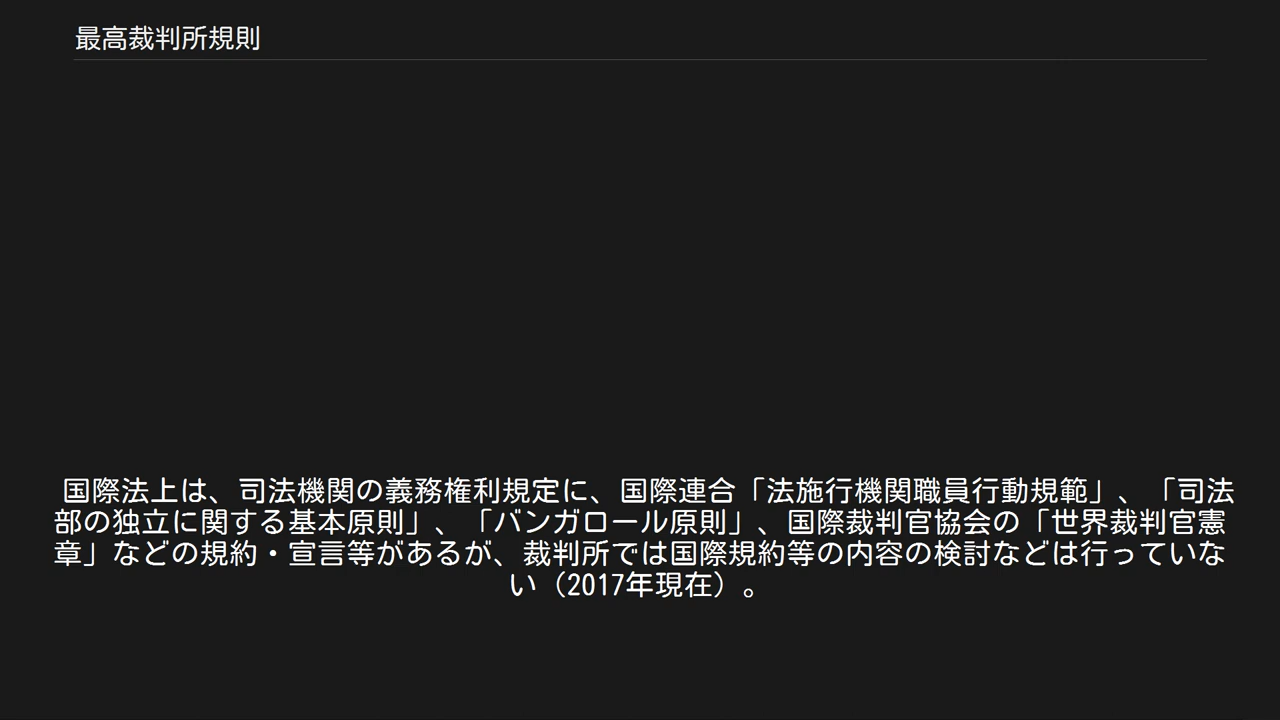 最高裁判所規則
国際法上は、司法機関の義務権利規定に、国際連合「法施行機関職員行動規範」、「司法
部の独立に関する基本原則」、「バンガロール原則」、国際裁判官協会の「世界裁判官憲
章」などの規約・宣言等があるが、裁判所では国際規約等の内容の検討などは行っていな
い（2017年現在）。